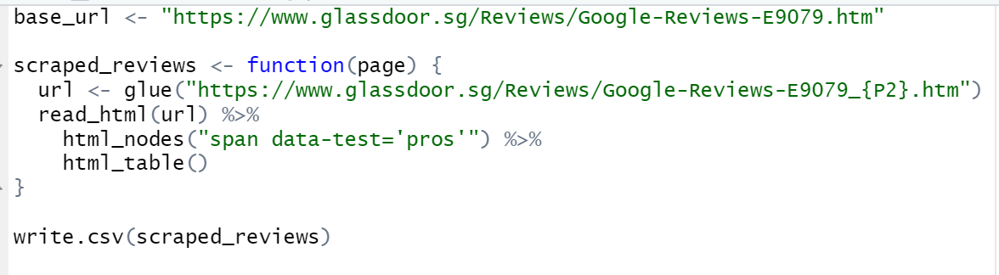 base_url <- "https://www.glassdoor.sg/Reviews/Google-Reviews-E9079.htm"
scraped_reviews <- function(page) {
  url <- glue("https://www.glassdoor.sg/Reviews/Google-Reviews-E9079_{P2}.htm")
  read_html(url) %>%
    html_nodes("span data-test='pros'") %>%
    html_table()
}
write.csv(scraped_reviews)